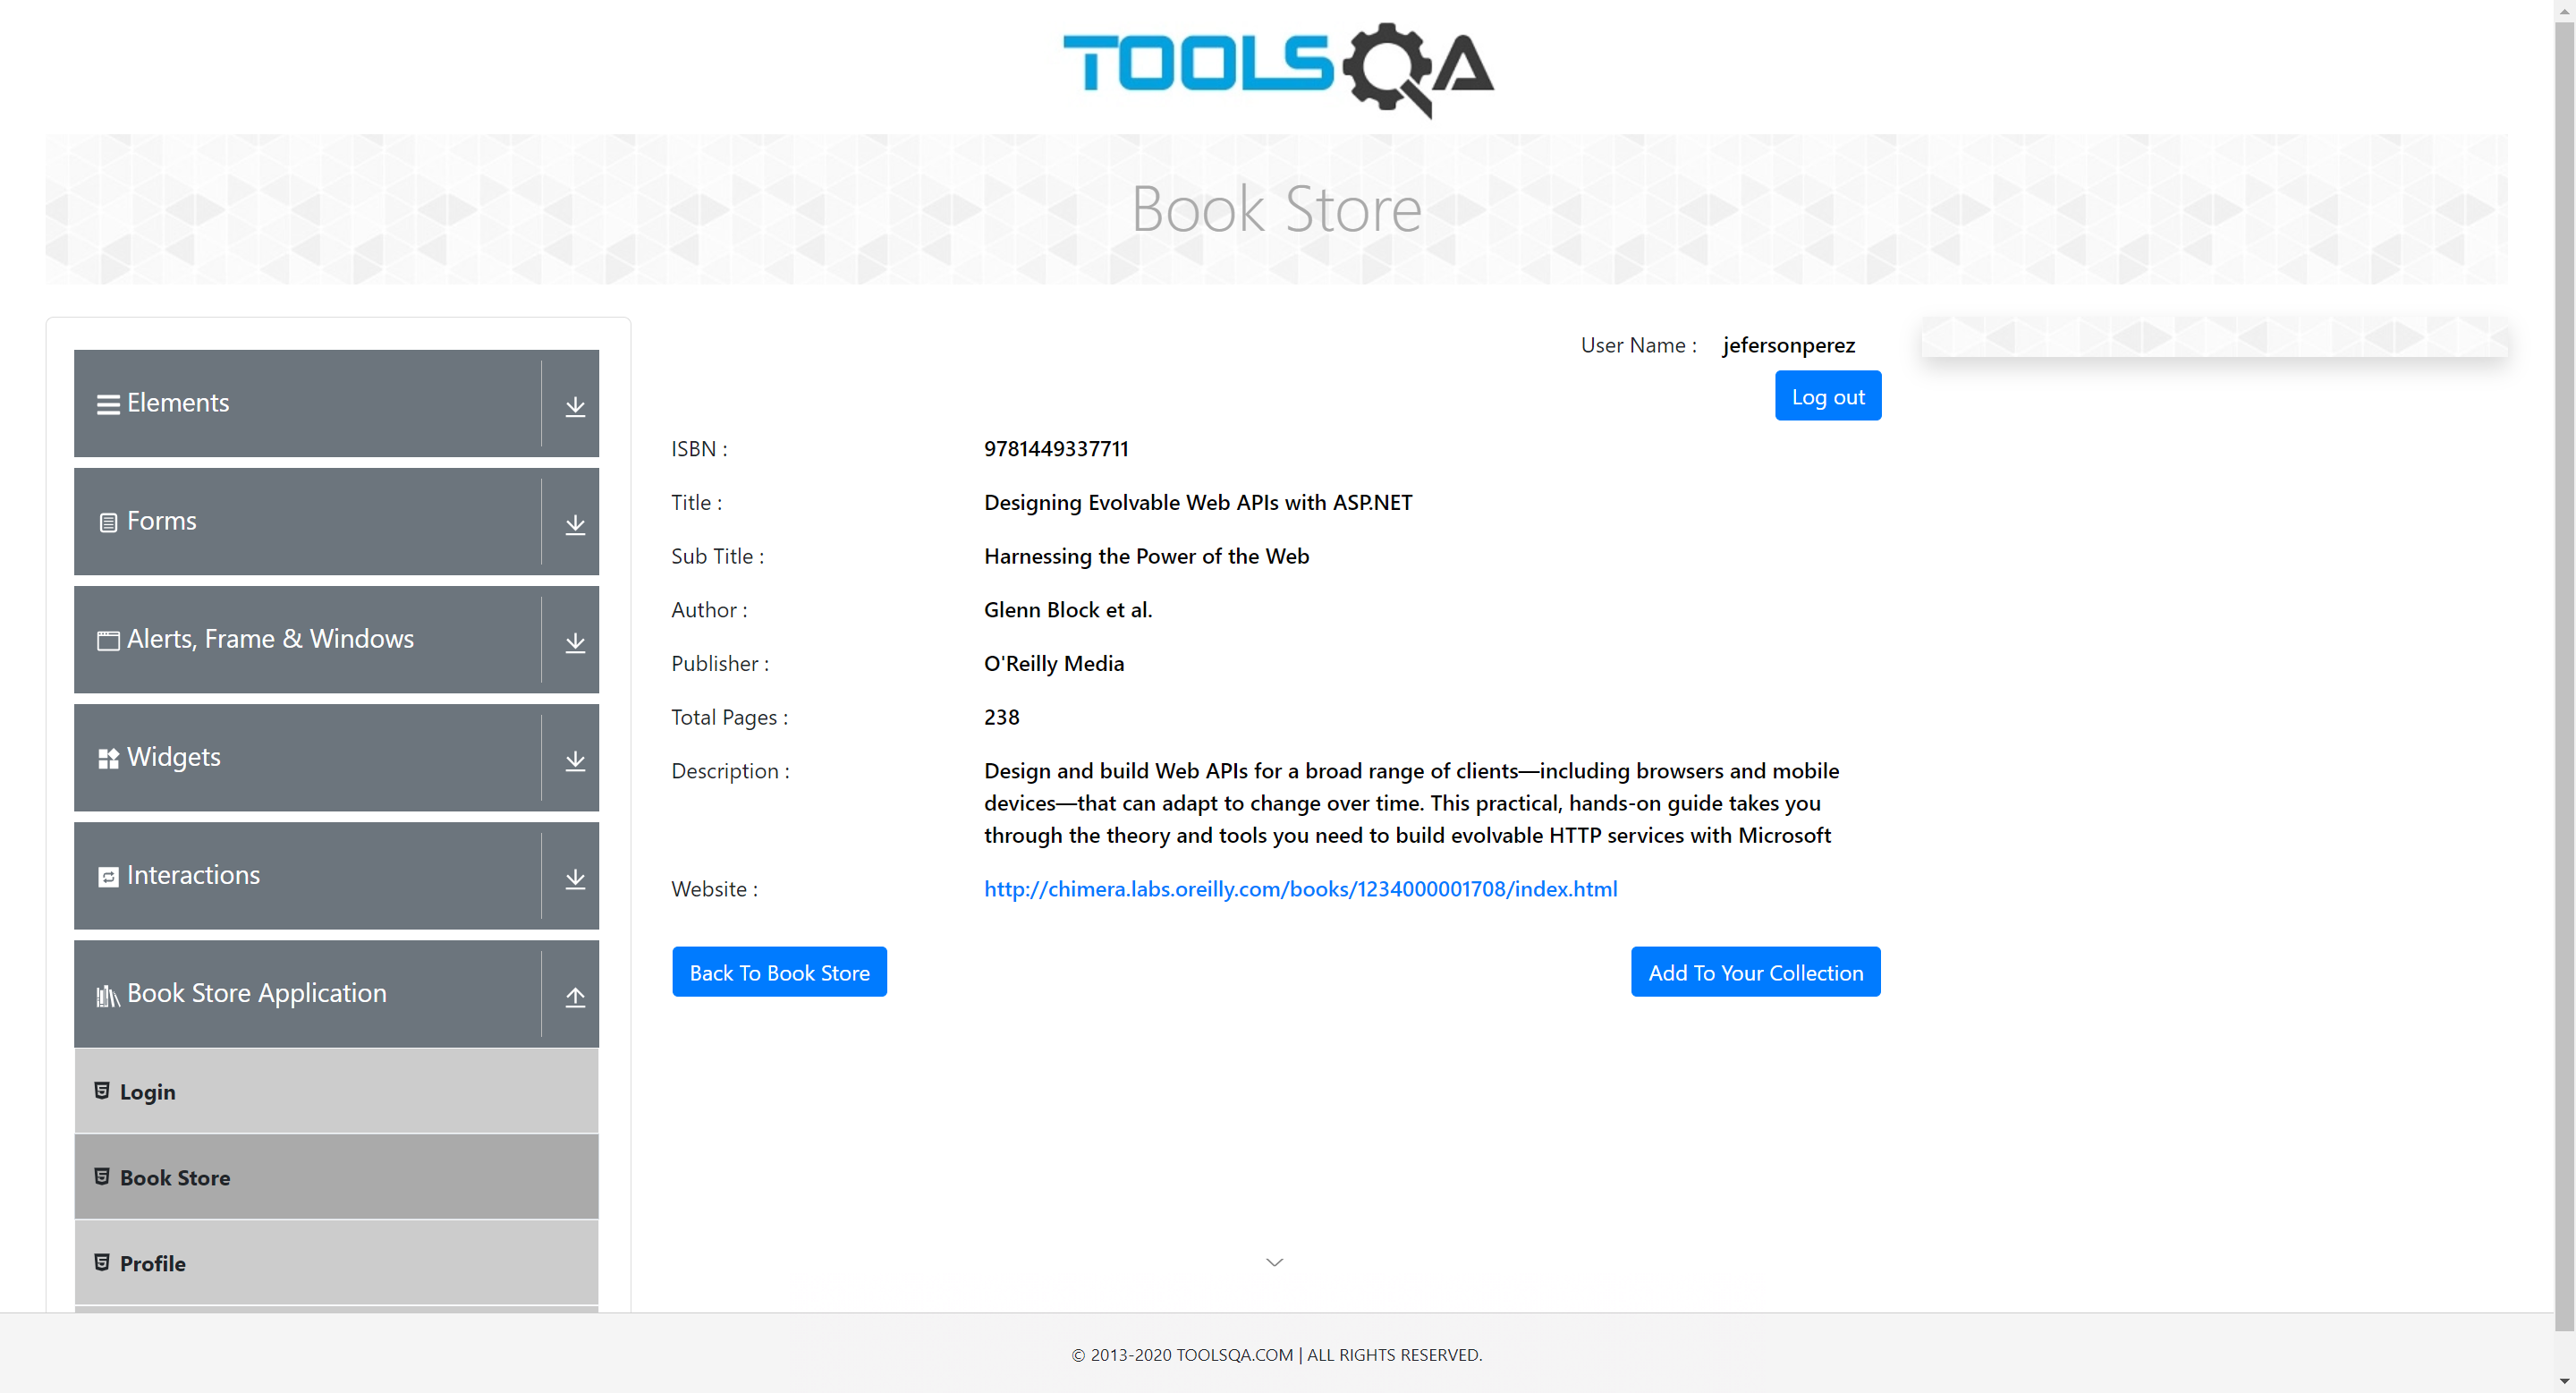 TOOLSQA
Book Store
Elements
Forms
Alerts, Frame & Windows
Widgets
Interactions
Book Store Application
Login
Book Store
Profile
User Name : jefersonperez
Log out
ISBN : 9781449337711
Title : Designing Evolvable Web APIs with ASP.NET
Sub Title : Harnessing the Power of the Web
Author : Glenn Block et al.
Publisher : O'Reilly Media
Total Pages : 238
Description : Design and build Web APIs for a broad range of clients—including browsers and mobile
devices—that can adapt to change over time. This practical, hands-on guide takes you
through the theory and tools you need to build evolvable HTTP services with Microsoft
Website : http://chimera.labs.oreilly.com/books/1234000001708/index.html
Back To Book Store Add To Your Collection
© 2013-2020 TOOLSQA.COM | ALL RIGHTS RESERVED.